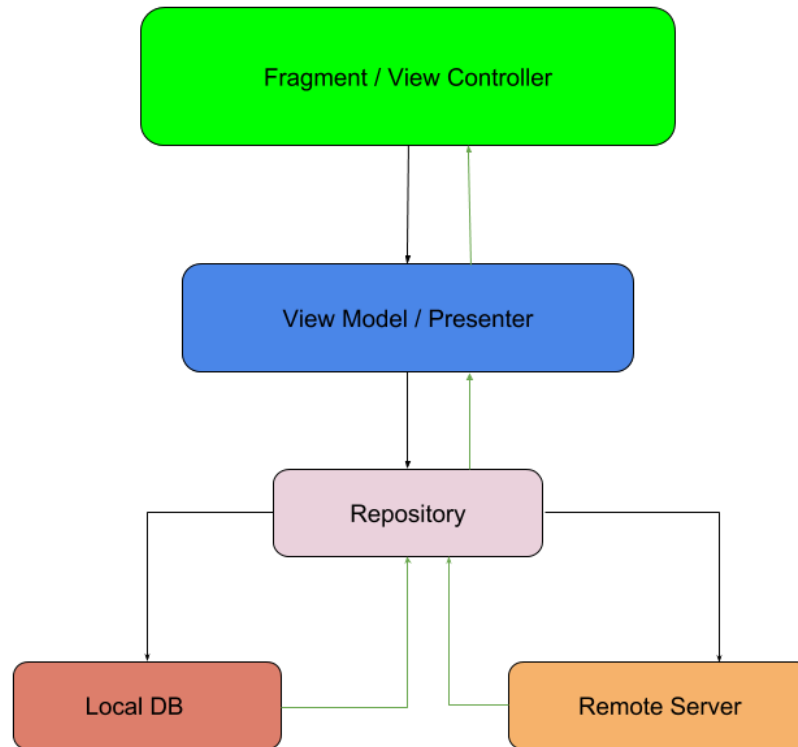 Fragment / View Controller
View Model / Presenter
Repository
Local DB
Remote Server